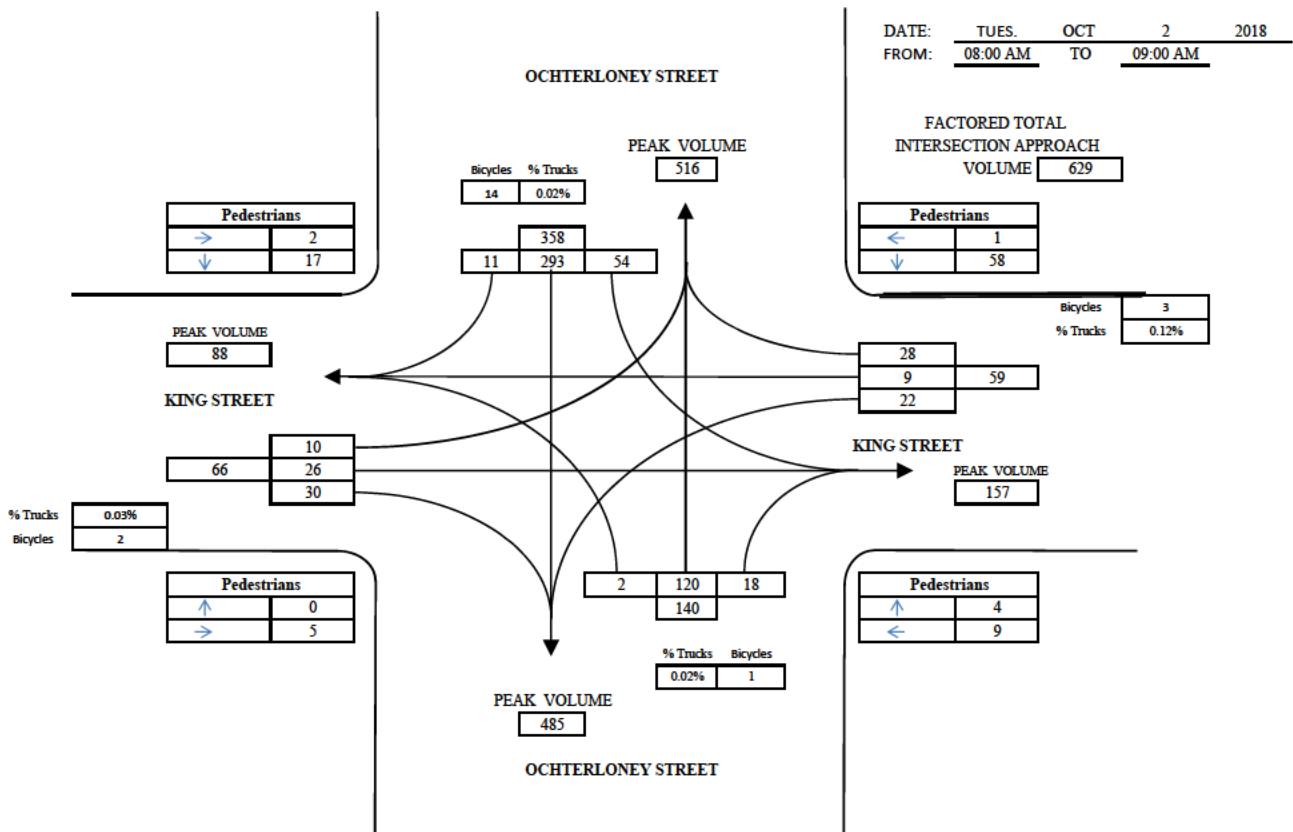 DATE: TUES. OCT 2 2018
FROM: 08:00 AM TO 09:00 AM
OCHTERLONEY STREET
FACTORED TOTAL
INTERSECTION APPROACH
VOLUME 629
PEAK VOLUME
516
Bicycles % Trucks
14 0.02%
Pedestrians
→ 2
↓ 17
358
11 293 54
Pedestrians
← 1
↓ 58
Bicycles 3
% Trucks 0.12%
PEAK VOLUME
88
28
9 59
22
KING STREET
10
66 26
30
KING STREET
PEAK VOLUME
157
% Trucks 0.03%
Bicycles 2
Pedestrians
↑ 0
→ 5
2 120 18
140
Pedestrians
↑ 4
← 9
% Trucks Bicycles
0.02% 1
PEAK VOLUME
485
OCHTERLONEY STREET